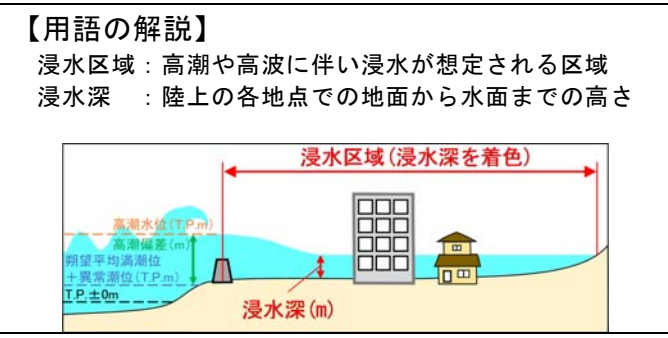 【用語の解説】
浸水区域：高潮や高波に伴い浸水が想定される区域
浸水深　：陸上の各地点での地面から水面までの高さ
浸水区域(浸水深を着色)
高潮水位(T.P.m)
高潮偏差(m)
朔望平均満潮位
＋異常潮位(T.P.m)
T.P.±0m
浸水深(m)